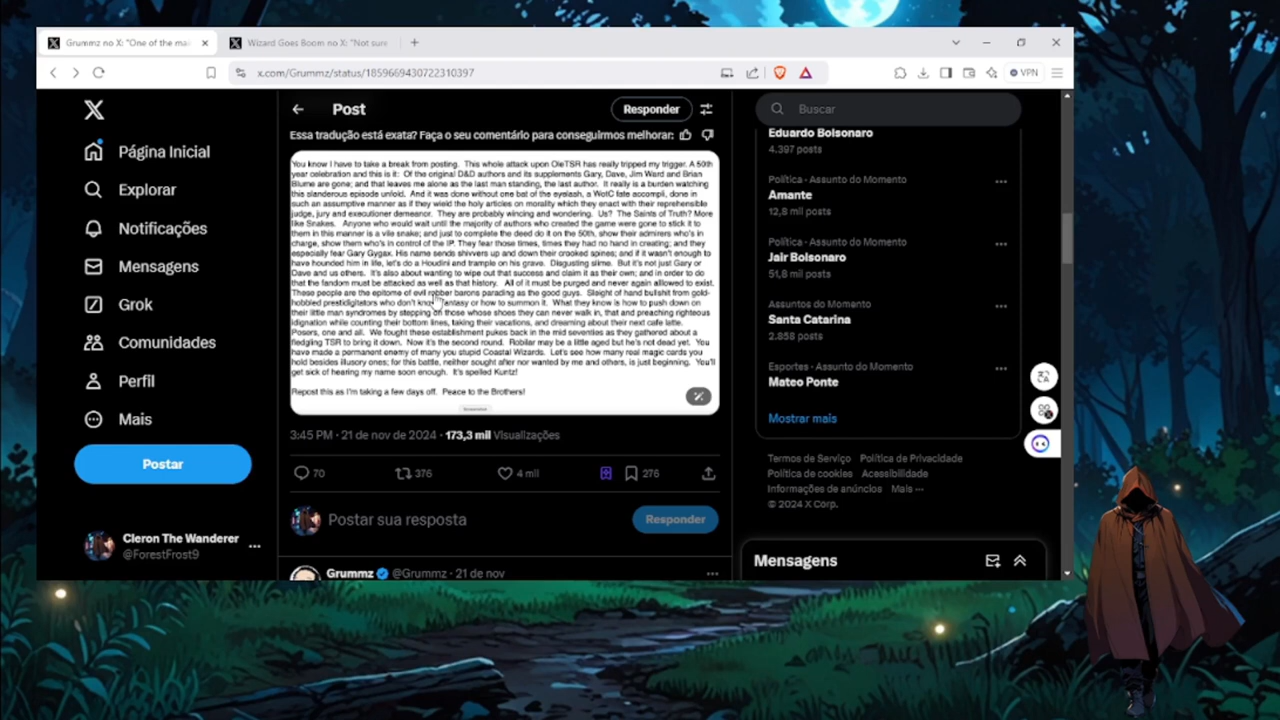 Grummz no X: "One of the ma
Wizard Goes Boom no X: "Not sure
x.com/Grummz/status/1859669430722310397
VPN
Post
Responder
Buscar
Essa tradução está exata? Faça o seu comentário para conseguirmos melhorar:
Página Inicial
Explorar
Notificações
Mensagens
Grok
Comunidades
Perfil
Mais
Postar
Cleron The Wanderer
@ForestFrost9
You know I have to take a break from posting. This whole attack upon OleTSR has really tripped my trigger. A 50th
year celebration and this is it: Of the original D&D authors and its supplements Gary, Dave, Jim Ward and Brian
Blume are gone; and that leaves me alone as the last man standing, the last author. It really is a burden watching
this slanderous episode unfold. And it was done without one bat of the eyelash, a WotC fate accompli, done in
such an assumptive manner as if they wield the holy articles on morality which they enact with their reprehensible
judge, jury and executioner demeanor. They are probably wincing and wondering. Us? The Saints of Truth? More
like Snakes. Anyone who would wait until the majority of authors who created the game were gone to stick it to
them in this manner is a vile snake; and just to complete the deed do it on the 50th, show their admirers who's in
charge, show them who's in control of the IP. They fear those times, times they had no hand in creating; and they
especially fear Gary Gygax. His name sends shivvers up and down their crooked spines; and if it wasn't enough to
have hounded him in life, let's do a Houdini and trample on his grave. Disgusting slime. But it's not just Gary or
Dave and us others. It's also about wanting to wipe out that success and claim it as their own; and in order to do
that the fandom must be attacked as well as that history. All of it must be purged and never again allowed to exist.
These people are the epitome of evil robber barons parading as the good guys. Sleight of hand bullshit from gold-
hobbled prestidigitators who don't know fantasy or how to summon it. What they know is how to push down on
their little man syndromes by stepping on those whose shoes they can never walk in, that and preaching righteous
idignation while counting their bottom lines, taking their vacations, and dreaming about their next cafe latte.
Posers, one and all. We fought these establishment pukes back in the mid seventies as they gathered about a
fledgling TSR to bring it down. Now it's the second round. Robilar may be a little aged but he's not dead yet. You
have made a permanent enemy of many you stupid Coastal Wizards. Let's see how many real magic cards you
hold besides illusory ones; for this battle, neither sought after nor wanted by me and others, is just beginning. You'll
get sick of hearing my name soon enough. It's spelled Kuntz!
Repost this as I'm taking a few days off. Peace to the Brothers!
3:45 PM · 21 de nov de 2024 · 173,3 mil Visualizações
70
376
4 mil
276
Postar sua resposta
Responder
Grummz @Grummz · 21 de nov
Eduardo Bolsonaro
4.397 posts
Política · Assunto do Momento
Amante
12,8 mil posts
Política · Assunto do Momento
Jair Bolsonaro
51,8 mil posts
Assuntos do Momento
Santa Catarina
2.858 posts
Esportes · Assunto do Momento
Mateo Ponte
Mostrar mais
Termos de Serviço Política de Privacidade
Política de cookies Acessibilidade
Informações de anúncios Mais ···
© 2024 X Corp.
Mensagens